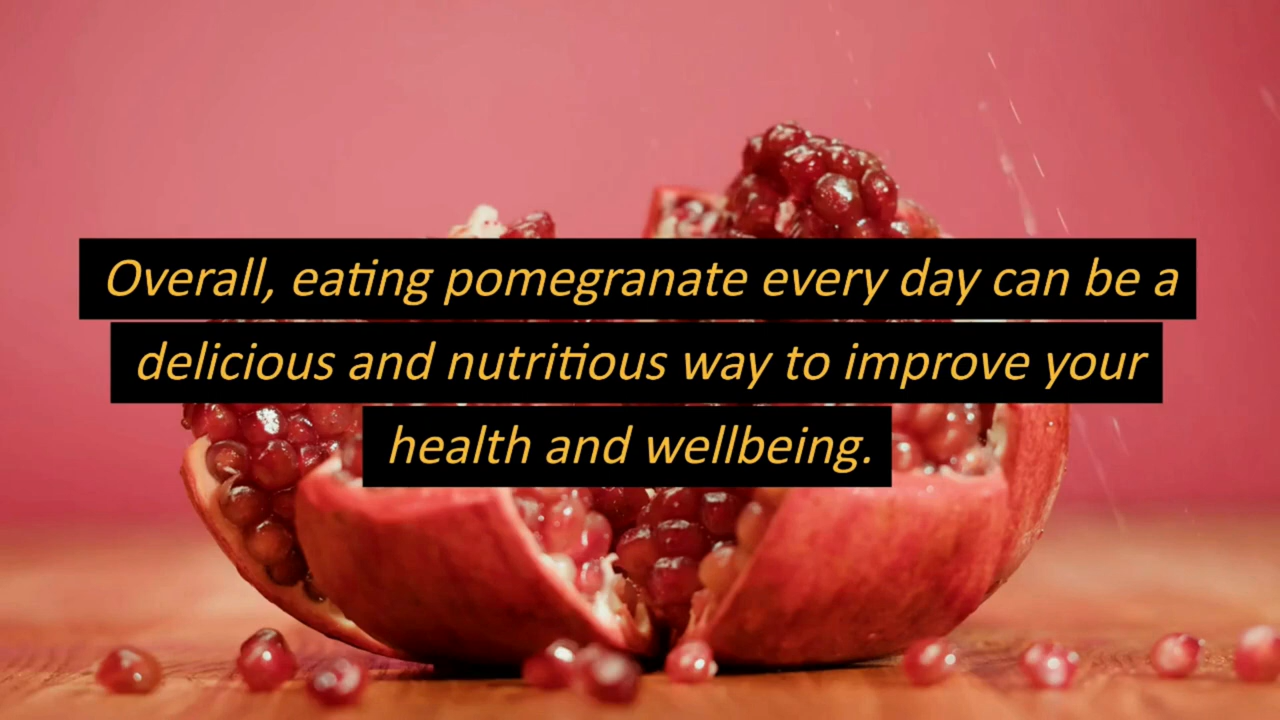 Overall, eating pomegranate every day can be a
delicious and nutritious way to improve your
health and wellbeing.